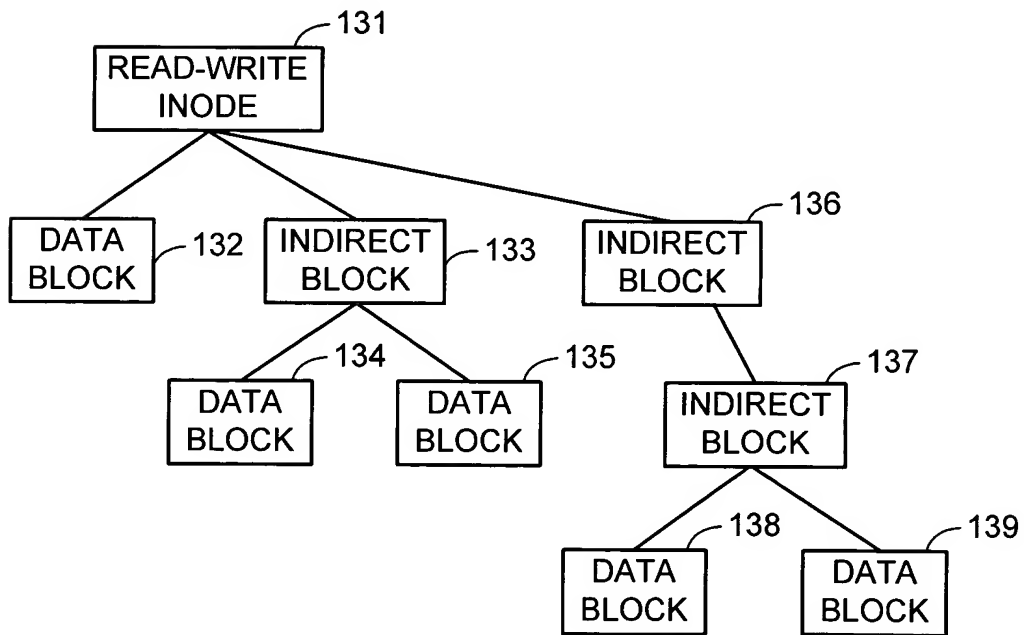 131
READ-WRITE
INODE
DATA
BLOCK
132
INDIRECT
BLOCK
133
INDIRECT
BLOCK
136
DATA
BLOCK
134
DATA
BLOCK
135
INDIRECT
BLOCK
137
DATA
BLOCK
138
DATA
BLOCK
139